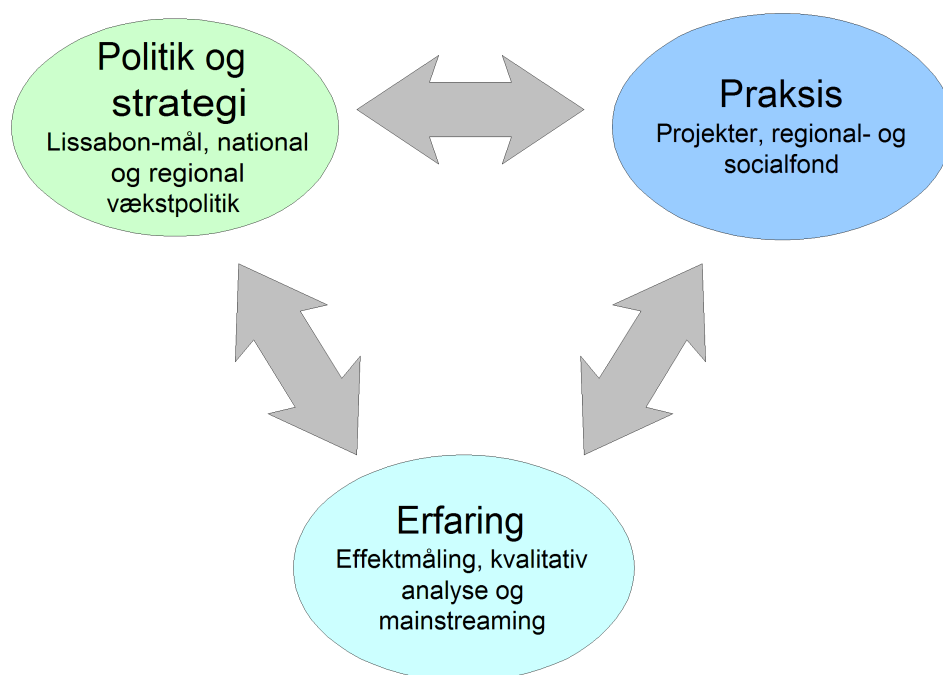 Politik og
strategi
Lissabon-mål, national
og regional
vækstpolitik
Praksis
Projekter, regional- og
socialfond
Erfaring
Effektmåling, kvalitativ
analyse og
mainstreaming